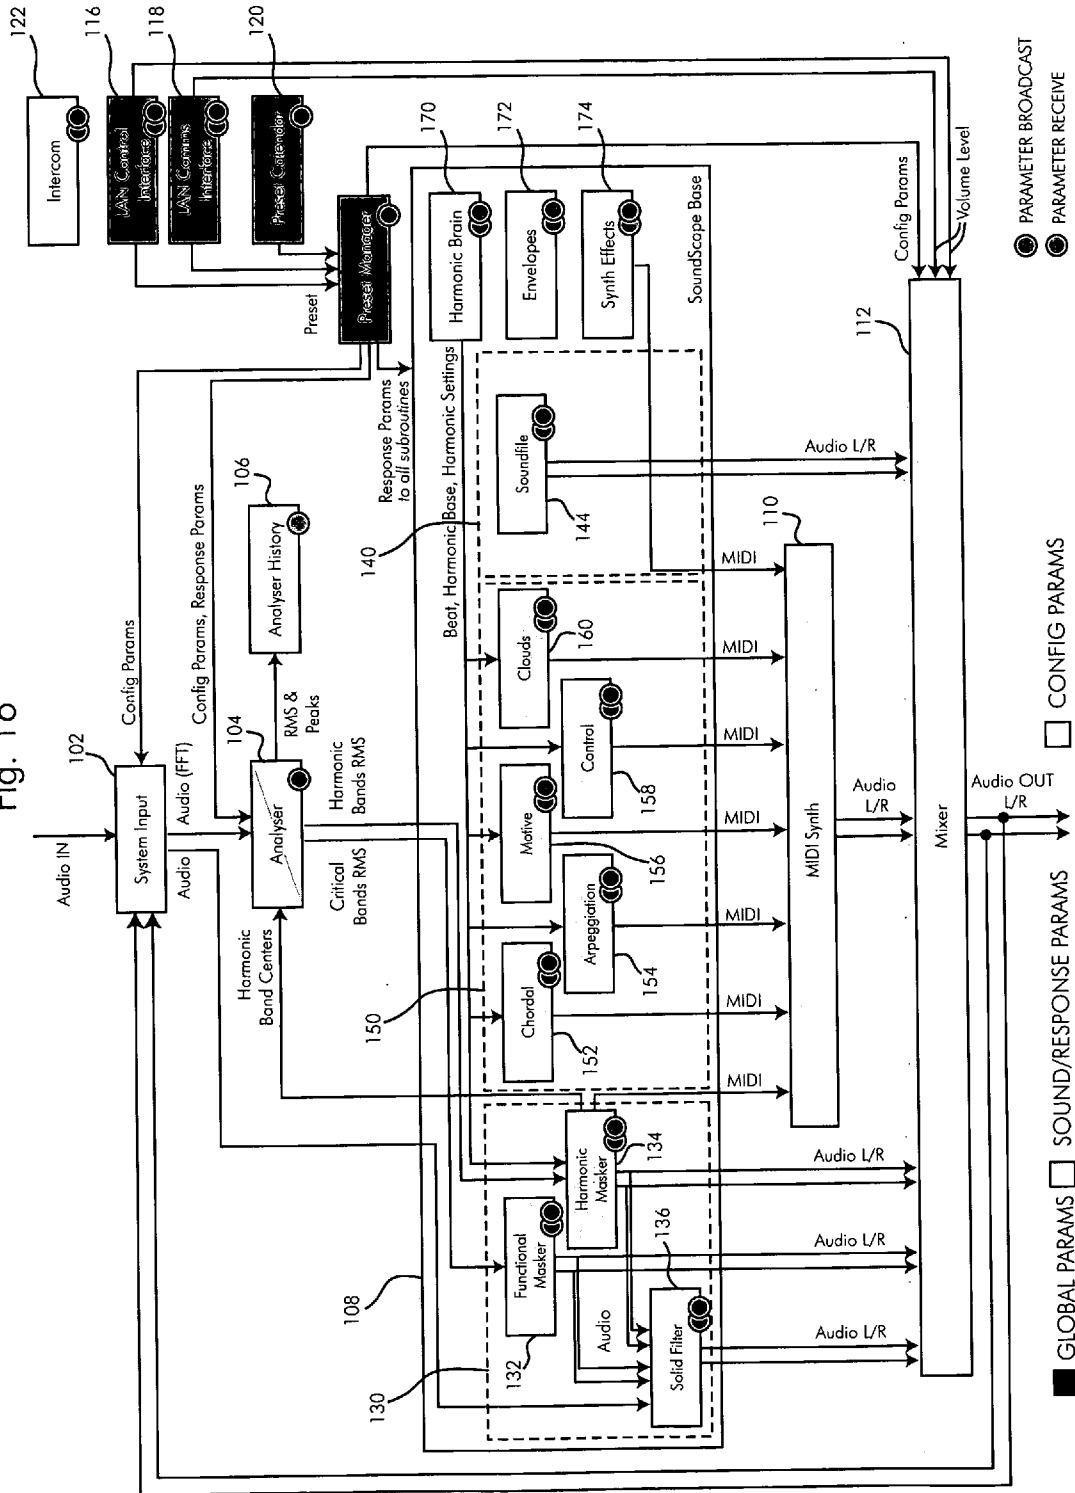 Fig. 16
Audio IN
102
System Input
Audio
Audio (FFT)
Config Params
Config Params, Response Params
104
Analyser
Harmonic
Band Centers
Critical
Bands RMS
Harmonic
Bands RMS
RMS &
Peaks
106
Analyser History
122
Intercom
116
LAN Control
Interface
118
LAN Comms
Interface
120
Preset Calendar
Preset
Preset Manager
Response Params
to all subroutines
108
130
132
Functional
Masker
134
Harmonic
Masker
136
Solid Filter
Audio
150
152
Chordal
154
Arpeggiation
156
Motive
158
Control
160
Clouds
140
144
Soundfile
Beat, Harmonic Base, Harmonic Settings
170
Harmonic Brain
172
Envelopes
174
Synth Effects
SoundScope Base
MIDI
MIDI
MIDI
MIDI
MIDI
MIDI
MIDI
110
MIDI Synth
Audio L/R
Audio L/R
Audio L/R
Audio
L/R
Audio L/R
Config Params
Volume Level
112
Mixer
Audio OUT
L/R
GLOBAL PARAMS
SOUND/RESPONSE PARAMS
CONFIG PARAMS
PARAMETER BROADCAST
PARAMETER RECEIVE